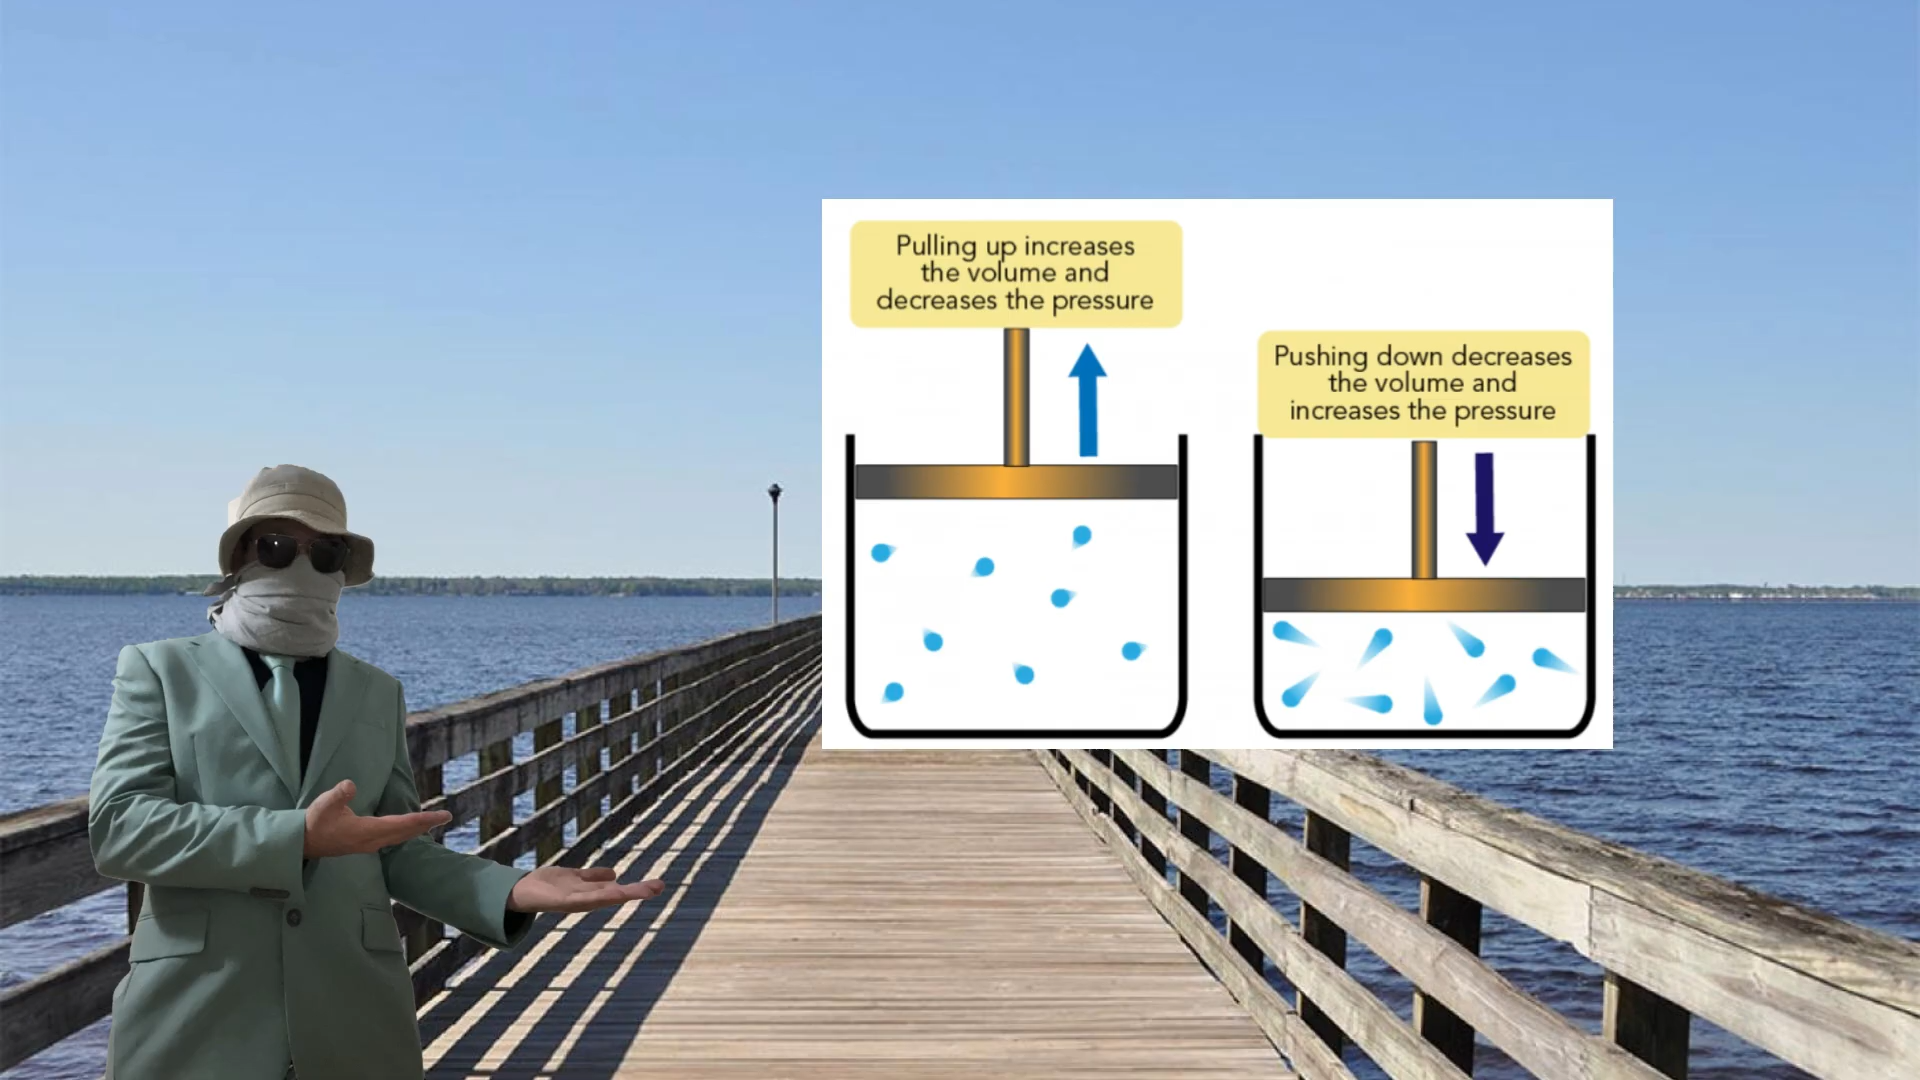 Pulling up increases
the volume and
decreases the pressure
Pushing down decreases
the volume and
increases the pressure